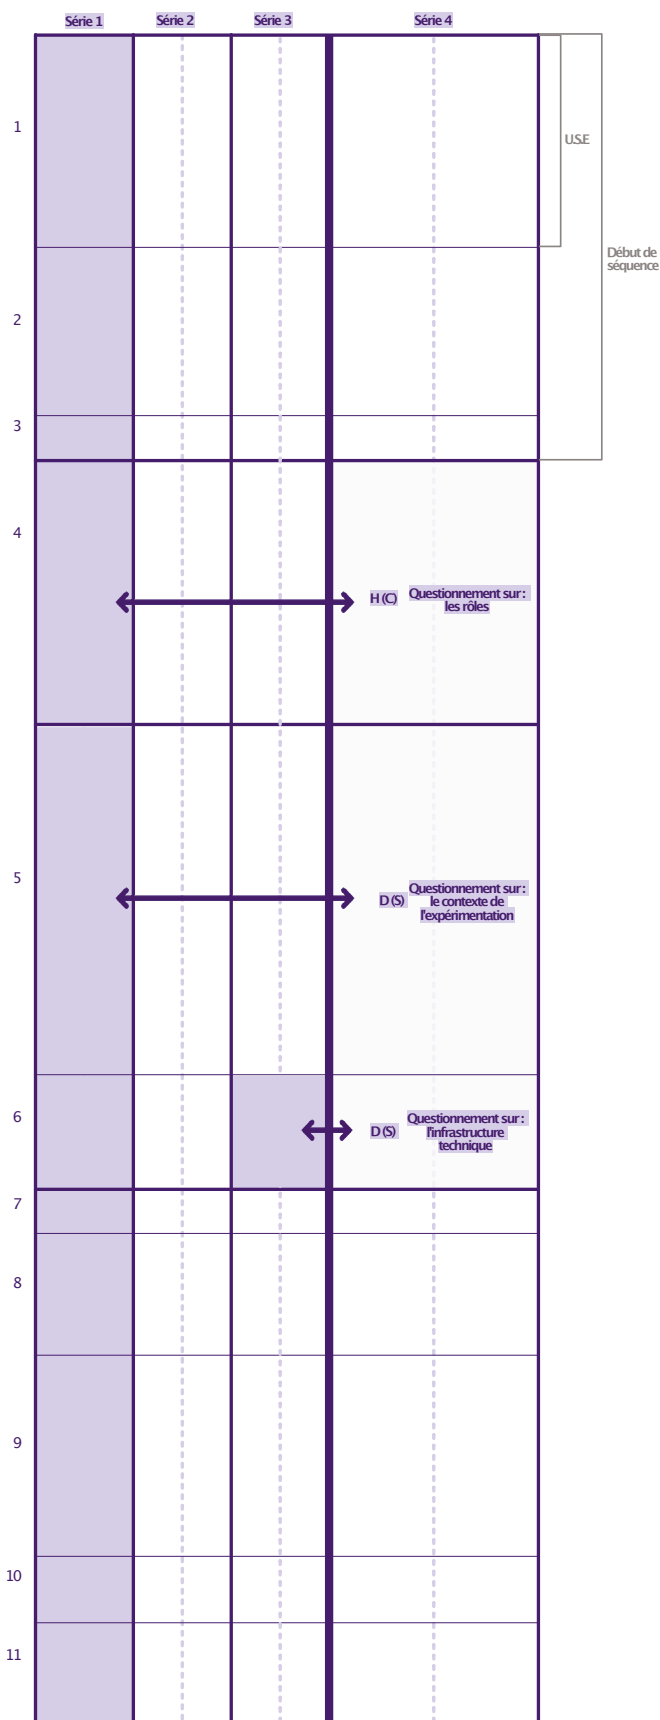 Série 1 Série 2 Série 3 Série 4
1
U.S.E
Début de
séquence
2
3
4
H (C) Questionnement sur :
les rôles
5
D (S) Questionnement sur :
le contexte de
l'expérimentation
6
D (S) Questionnement sur :
l'infrastructure
technique
7
8
9
10
11